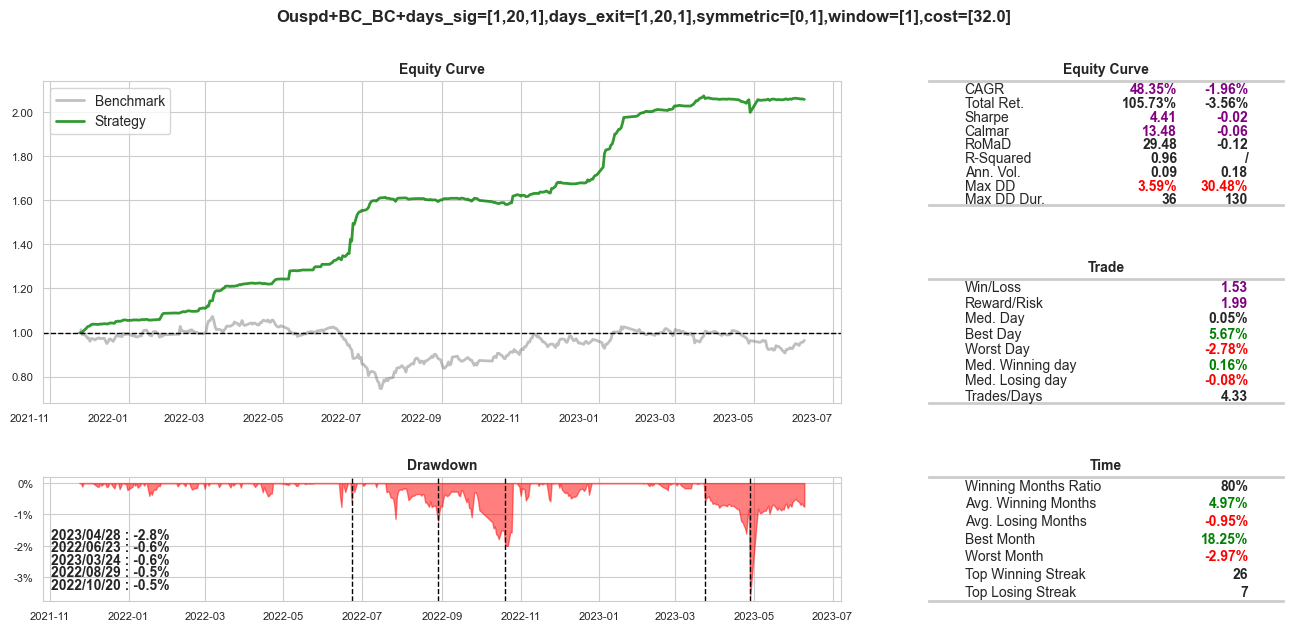 Ouspd+BC_BC+days_sig=[1,20,1],days_exit=[1,20,1],symmetric=[0,1],window=[1],cost=[32.0]
Equity Curve
Benchmark
Strategy
2.00
1.80
1.60
1.40
1.20
1.00
0.80
2021-11 2022-01 2022-03 2022-05 2022-07 2022-09 2022-11 2023-01 2023-03 2023-05 2023-07
Drawdown
0%
-1%
-2%
-3%
2023/04/28 : -2.8%
2022/06/23 : -0.6%
2023/03/24 : -0.6%
2022/08/29 : -0.5%
2022/10/20 : -0.5%
2021-11 2022-01 2022-03 2022-05 2022-07 2022-09 2022-11 2023-01 2023-03 2023-05 2023-07
Equity Curve
CAGR 48.35% -1.96%
Total Ret. 105.73% -3.56%
Sharpe 4.41 -0.02
Calmar 13.48 -0.06
RoMaD 29.48 -0.12
R-Squared 0.96 /
Ann. Vol. 0.09 0.18
Max DD 3.59% 30.48%
Max DD Dur. 36 130
Trade
Win/Loss 1.53
Reward/Risk 1.99
Med. Day 0.05%
Best Day 5.67%
Worst Day -2.78%
Med. Winning day 0.16%
Med. Losing day -0.08%
Trades/Days 4.33
Time
Winning Months Ratio 80%
Avg. Winning Months 4.97%
Avg. Losing Months -0.95%
Best Month 18.25%
Worst Month -2.97%
Top Winning Streak 26
Top Losing Streak 7